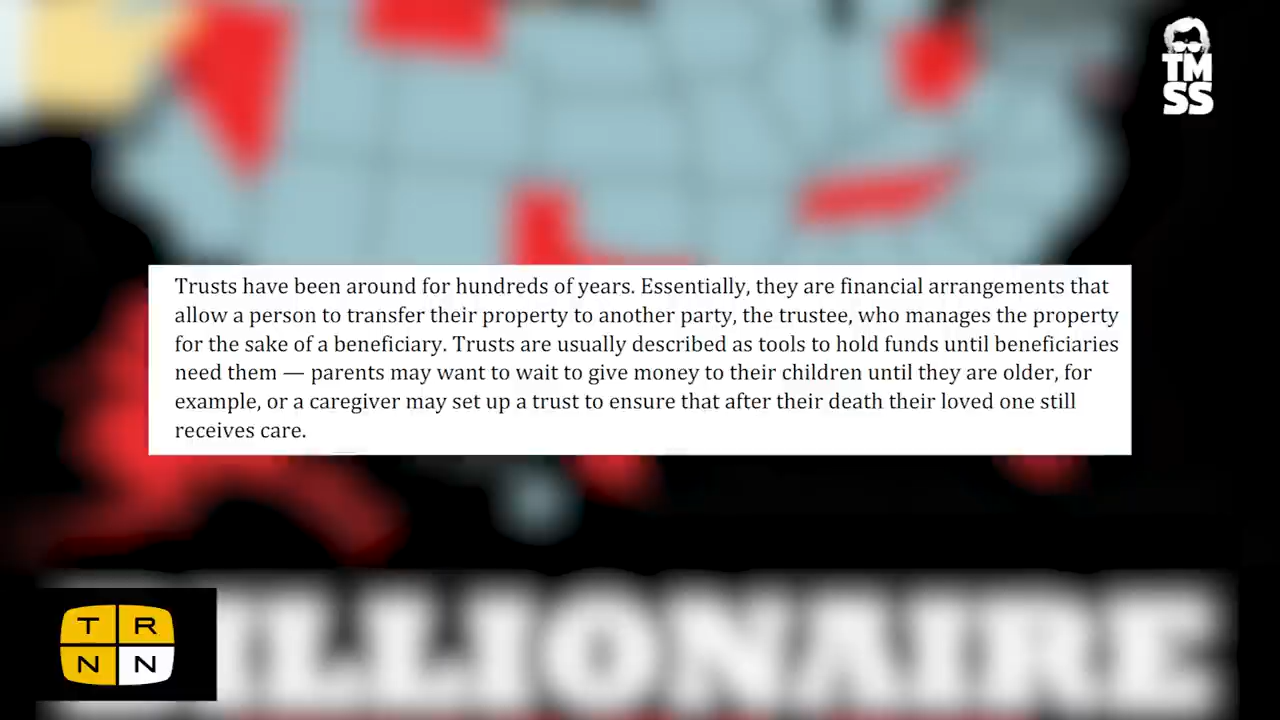 TM
SS
Trusts have been around for hundreds of years. Essentially, they are financial arrangements that
allow a person to transfer their property to another party, the trustee, who manages the property
for the sake of a beneficiary. Trusts are usually described as tools to hold funds until beneficiaries
need them — parents may want to wait to give money to their children until they are older, for
example, or a caregiver may set up a trust to ensure that after their death their loved one still
receives care.
T R
N N
ILLIONAIRE